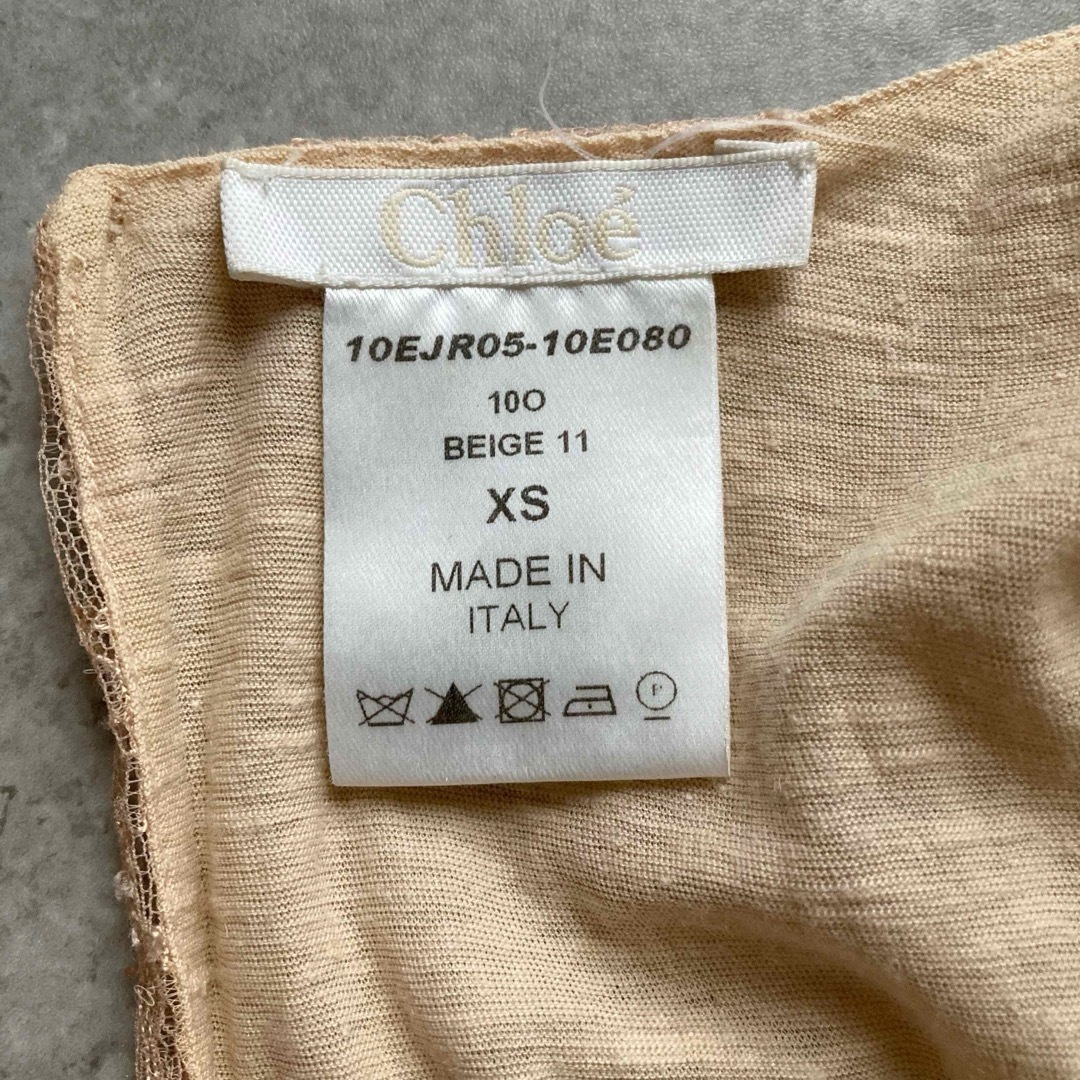 Chloé
10EJR05-10E080
10O
BEIGE 11
XS
MADE IN
ITALY
P